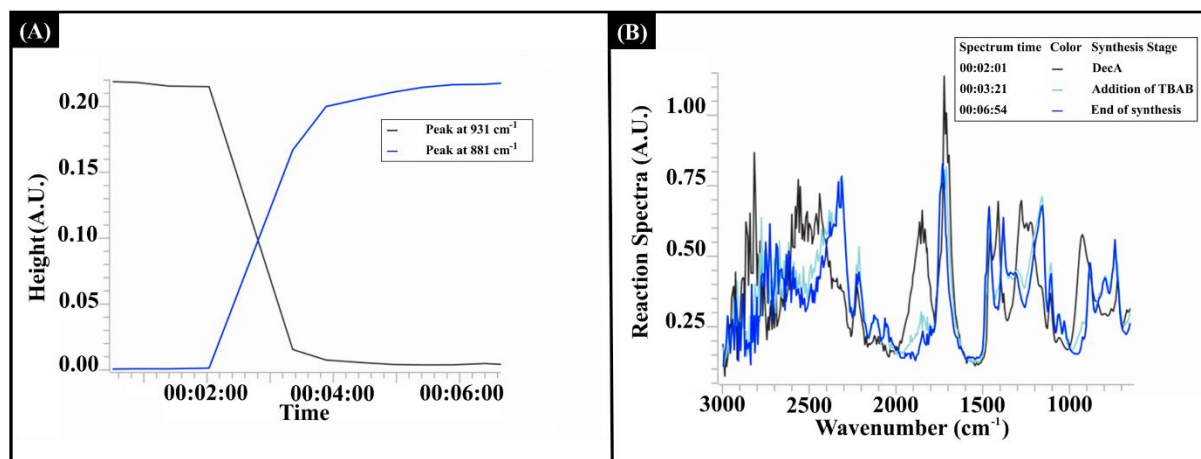 (A)
Height(A.U.)
0.20
0.10
0.05
0.00
00:02:00
00:04:00
00:06:00
Time
Peak at 931 cm-1
Peak at 881 cm-1
(B)
Reaction Spectra (A.U.)
1.00
0.75
0.50
0.25
3000
2500
2000
1500
1000
Wavenumber (cm-1)
Spectrum time Color Synthesis Stage
00:02:01 DecA
00:03:21 Addition of TBAB
00:06:54 End of synthesis